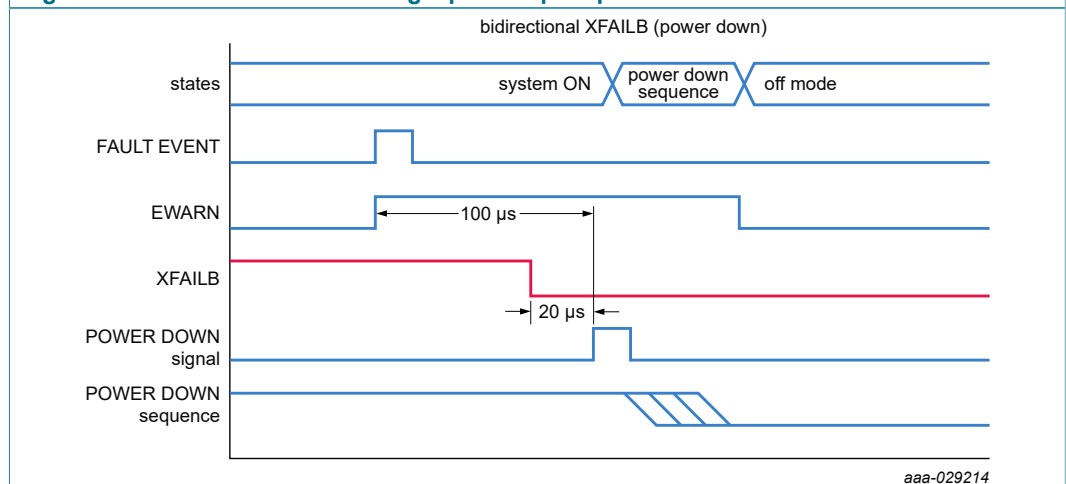 bidirectional XFAILB (power down)
states
system ON
power down
sequence
off mode
FAULT EVENT
EWARN
100 μs
XFAILB
20 μs
POWER DOWN
signal
POWER DOWN
sequence
aaa-029214